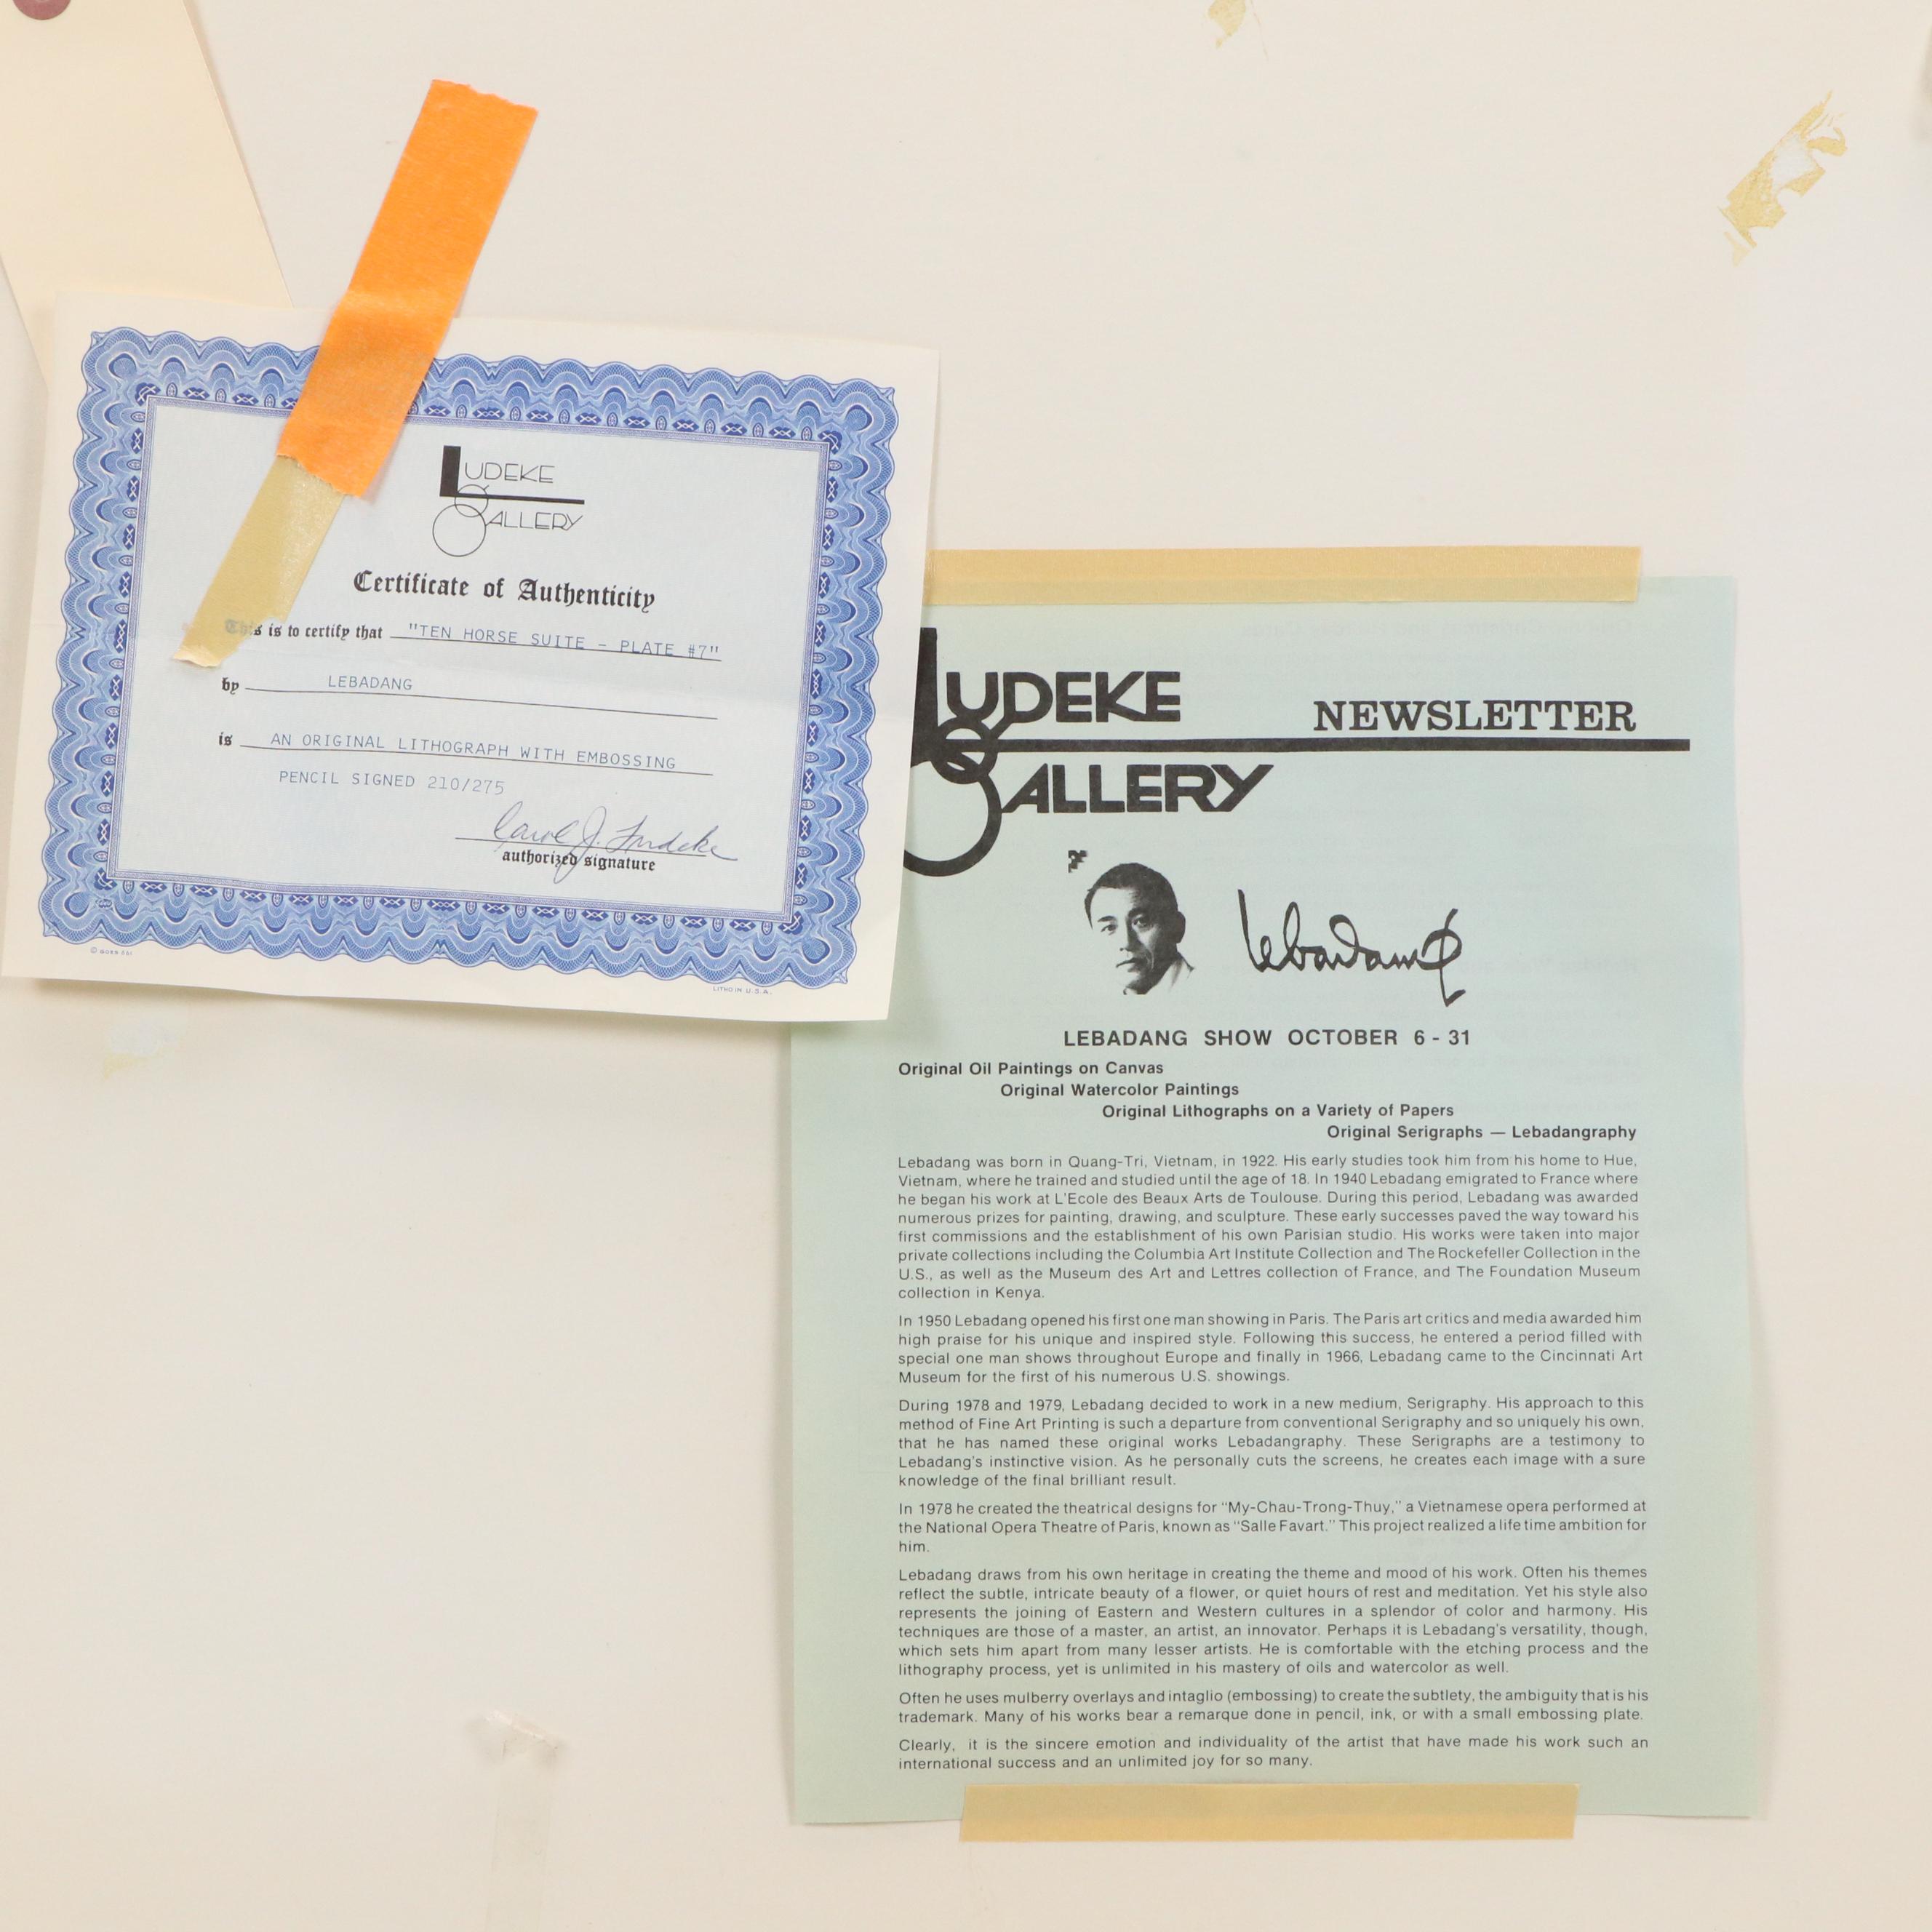 LUDEKE
GALLERY
Certificate of Authenticity
This is to certify that "TEN HORSE SUITE - PLATE #7"
by LEBADANG
is AN ORIGINAL LITHOGRAPH WITH EMBOSSING
PENCIL SIGNED 210/275
Carol J. Ludeke
authorized signature
LITHO IN U.S.A.
LUDEKE NEWSLETTER
GALLERY
Lebadang
LEBADANG SHOW OCTOBER 6 - 31
Original Oil Paintings on Canvas
Original Watercolor Paintings
Original Lithographs on a Variety of Papers
Original Serigraphs — Lebadangraphy
Lebadang was born in Quang-Tri, Vietnam, in 1922. His early studies took him from his home to Hue,
Vietnam, where he trained and studied until the age of 18. In 1940 Lebadang emigrated to France where
he began his work at L'Ecole des Beaux Arts de Toulouse. During this period, Lebadang was awarded
numerous prizes for painting, drawing, and sculpture. These early successes paved the way toward his
first commissions and the establishment of his own Parisian studio. His works were taken into major
private collections including the Columbia Art Institute Collection and The Rockefeller Collection in the
U.S., as well as the Museum des Art and Lettres collection of France, and The Foundation Museum
collection in Kenya.
In 1950 Lebadang opened his first one man showing in Paris. The Paris art critics and media awarded him
high praise for his unique and inspired style. Following this success, he entered a period filled with
special one man shows throughout Europe and finally in 1966, Lebadang came to the Cincinnati Art
Museum for the first of his numerous U.S. showings.
During 1978 and 1979, Lebadang decided to work in a new medium, Serigraphy. His approach to this
method of Fine Art Printing is such a departure from conventional Serigraphy and so uniquely his own,
that he has named these original works Lebadangraphy. These Serigraphs are a testimony to
Lebadang's instinctive vision. As he personally cuts the screens, he creates each image with a sure
knowledge of the final brilliant result.
In 1978 he created the theatrical designs for "My-Chau-Trong-Thuy," a Vietnamese opera performed at
the National Opera Theatre of Paris, known as "Salle Favart." This project realized a life time ambition for
him.
Lebadang draws from his own heritage in creating the theme and mood of his work. Often his themes
reflect the subtle, intricate beauty of a flower, or quiet hours of rest and meditation. Yet his style also
represents the joining of Eastern and Western cultures in a splendor of color and harmony. His
techniques are those of a master, an artist, an innovator. Perhaps it is Lebadang's versatility, though,
which sets him apart from many lesser artists. He is comfortable with the etching process and the
lithography process, yet is unlimited in his mastery of oils and watercolor as well.
Often he uses mulberry overlays and intaglio (embossing) to create the subtlety, the ambiguity that is his
trademark. Many of his works bear a remarque done in pencil, ink, or with a small embossing plate.
Clearly, it is the sincere emotion and individuality of the artist that have made his work such an
international success and an unlimited joy for so many.